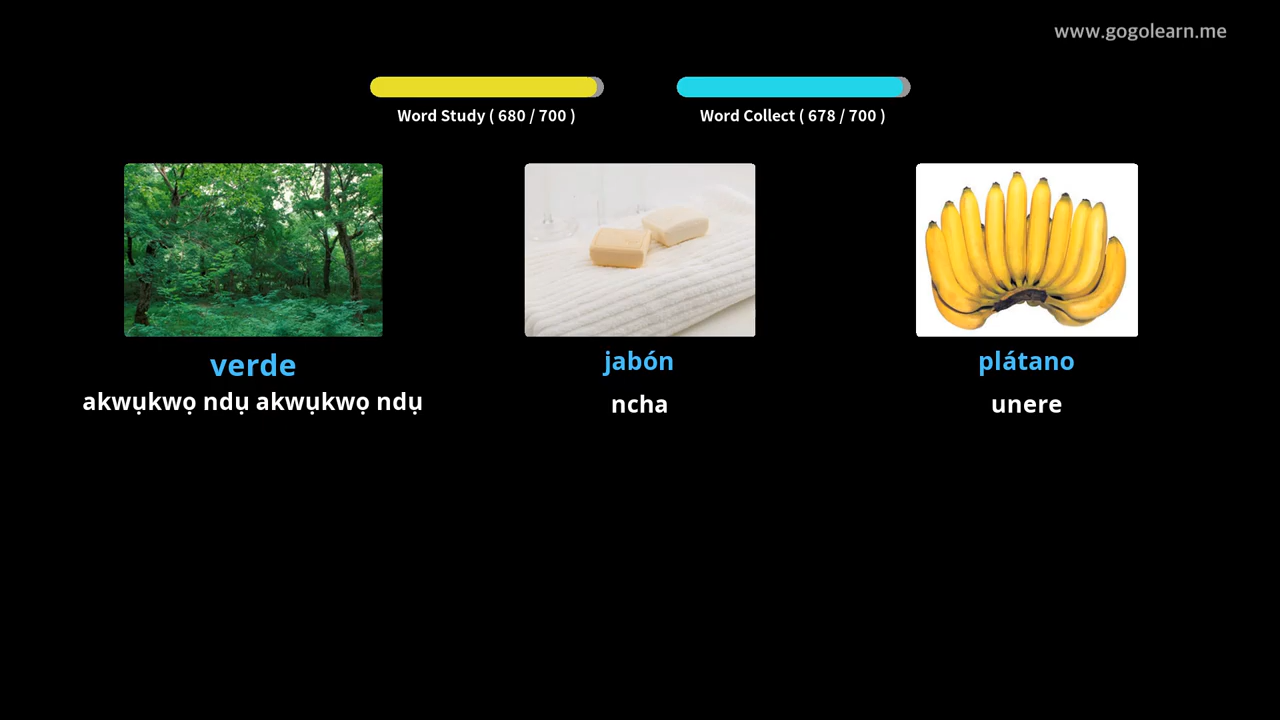 www.gogolearn.me
Word Study ( 680 / 700 )
Word Collect ( 678 / 700 )
verde
jabón
plátano
akwụkwọ ndụ akwụkwọ ndụ
ncha
unere